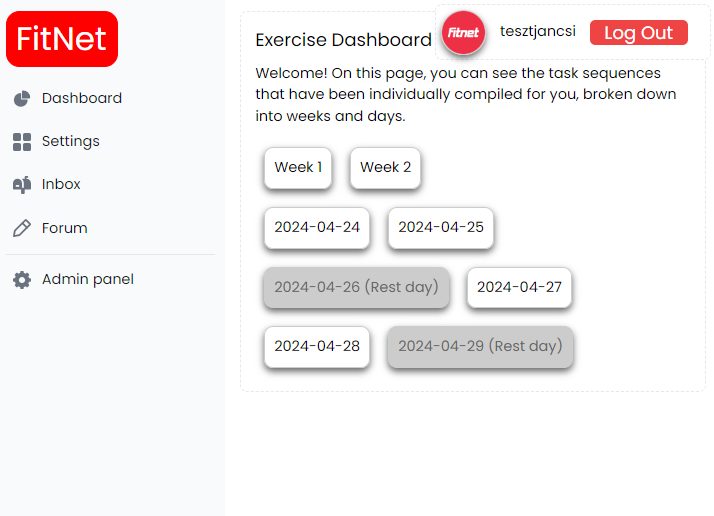 FitNet
Dashboard
Settings
Inbox
Forum
Admin panel
Fitnet
tesztjancsi
Log Out
Exercise Dashboard
Welcome! On this page, you can see the task sequences
that have been individually compiled for you, broken down
into weeks and days.
Week 1
Week 2
2024-04-24
2024-04-25
2024-04-26 (Rest day)
2024-04-27
2024-04-28
2024-04-29 (Rest day)